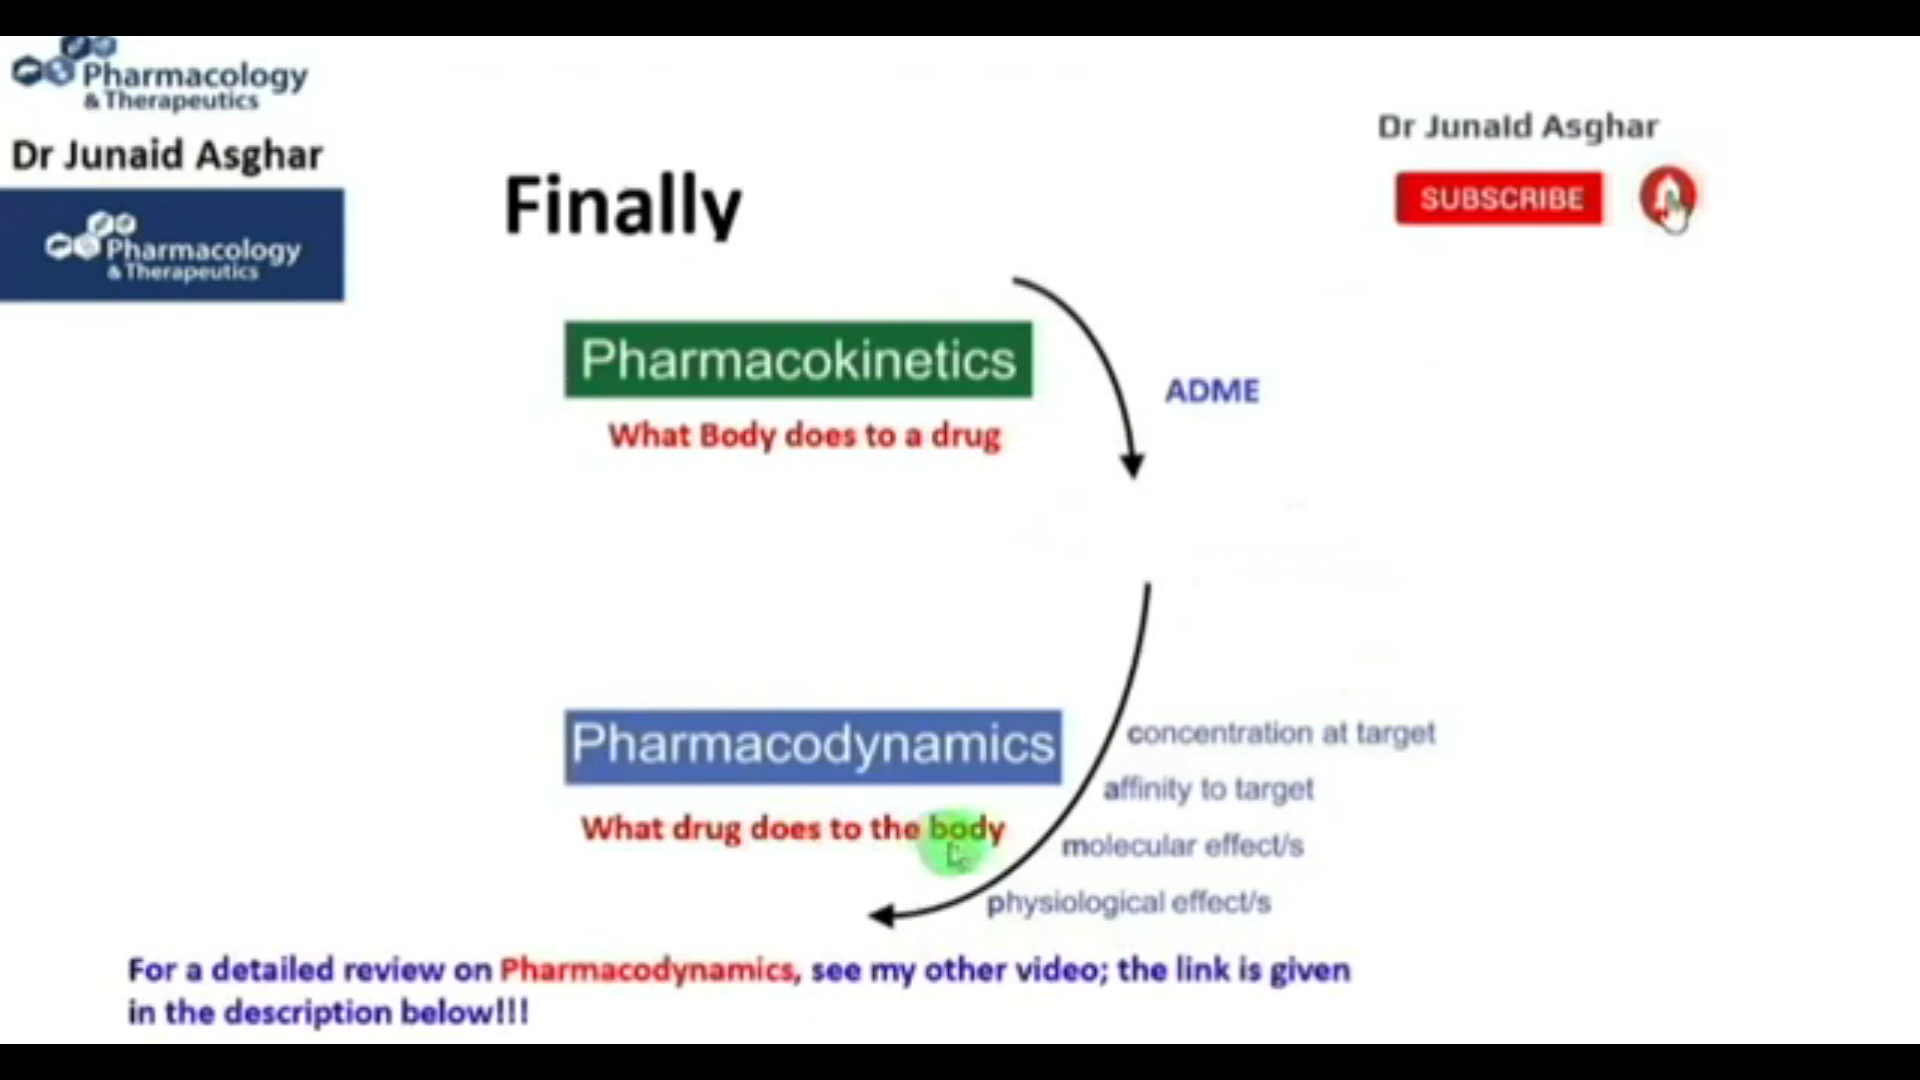 Pharmacology
& Therapeutics
Dr Junaid Asghar
Pharmacology
& Therapeutics
Dr Junaid Asghar
SUBSCRIBE
Finally
Pharmacokinetics
What Body does to a drug
ADME
Pharmacodynamics
What drug does to the body
concentration at target
affinity to target
molecular effect/s
physiological effect/s
For a detailed review on Pharmacodynamics, see my other video; the link is given
in the description below!!!